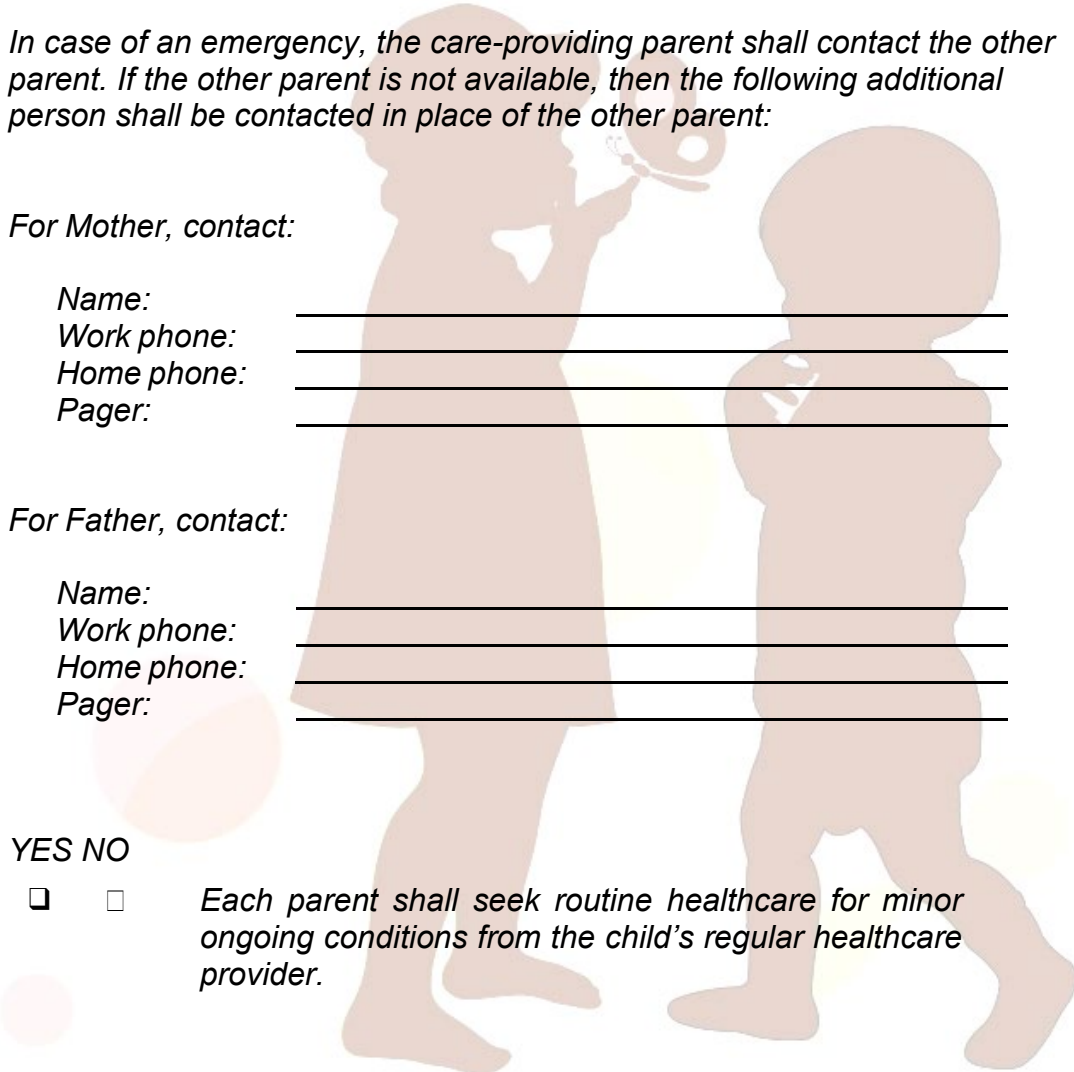 In case of an emergency, the care-providing parent shall contact the other
parent. If the other parent is not available, then the following additional
person shall be contacted in place of the other parent:
For Mother, contact:
Name:
Work phone:
Home phone:
Pager:
For Father, contact:
Name:
Work phone:
Home phone:
Pager:
YES NO
❑ □ Each parent shall seek routine healthcare for minor
ongoing conditions from the child’s regular healthcare
provider.